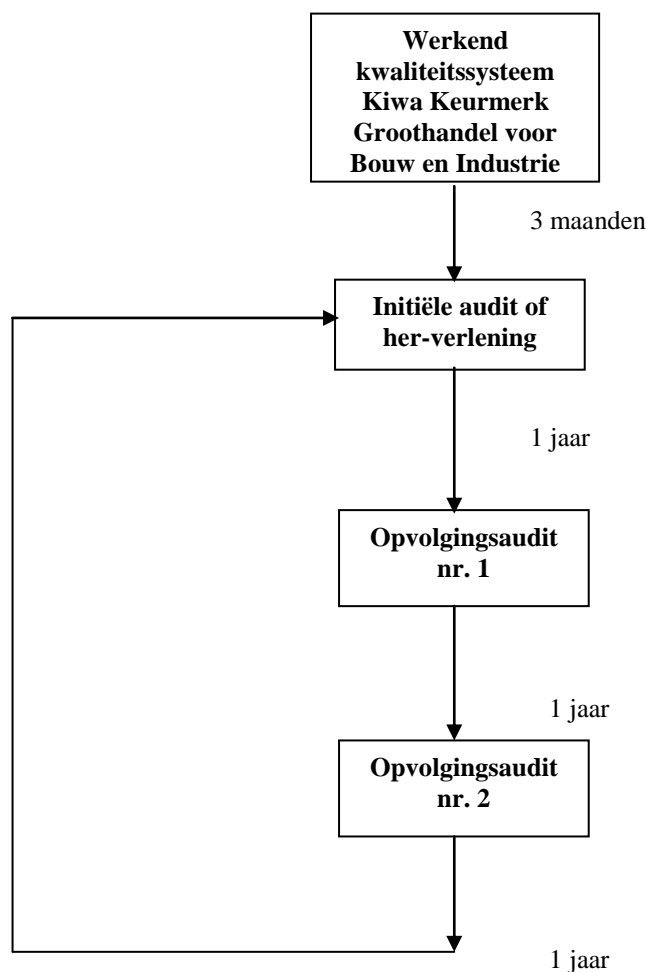 Werkend
kwaliteitssysteem
Kiwa Keurmerk
Groothandel voor
Bouw en Industrie
3 maanden
Initiële audit of
her-verlening
1 jaar
Opvolgingsaudit
nr. 1
1 jaar
Opvolgingsaudit
nr. 2
1 jaar